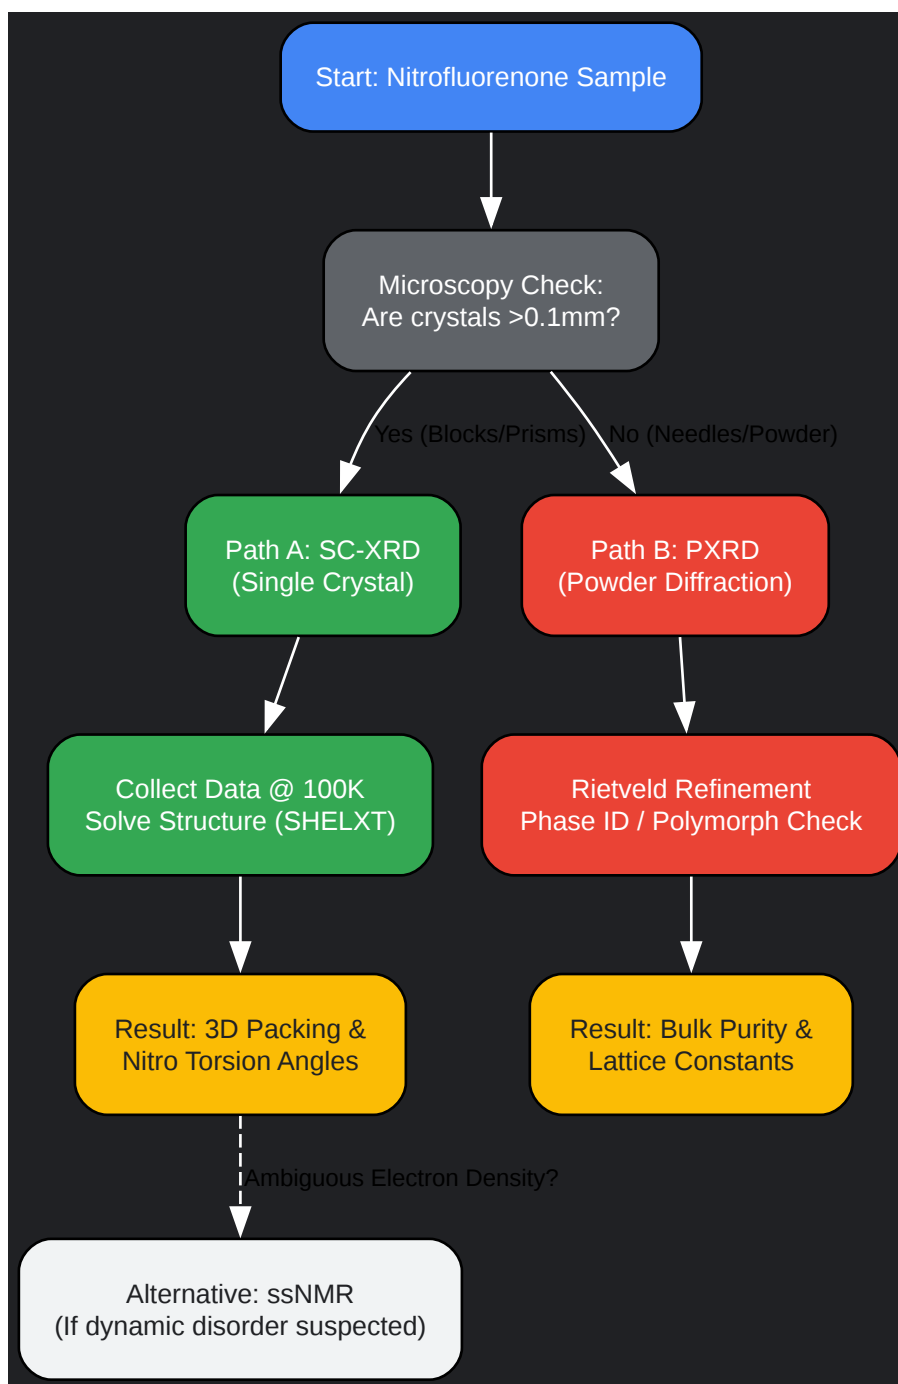 Start: Nitrofluorenone Sample
Microscopy Check:
Are crystals >0.1mm?
Yes (Blocks/Prisms)
No (Needles/Powder)
Path A: SC-XRD
(Single Crystal)
Path B: PXRD
(Powder Diffraction)
Collect Data @ 100K
Solve Structure (SHELXT)
Rietveld Refinement
Phase ID / Polymorph Check
Result: 3D Packing &
Nitro Torsion Angles
Result: Bulk Purity &
Lattice Constants
Ambiguous Electron Density?
Alternative: ssNMR
(If dynamic disorder suspected)